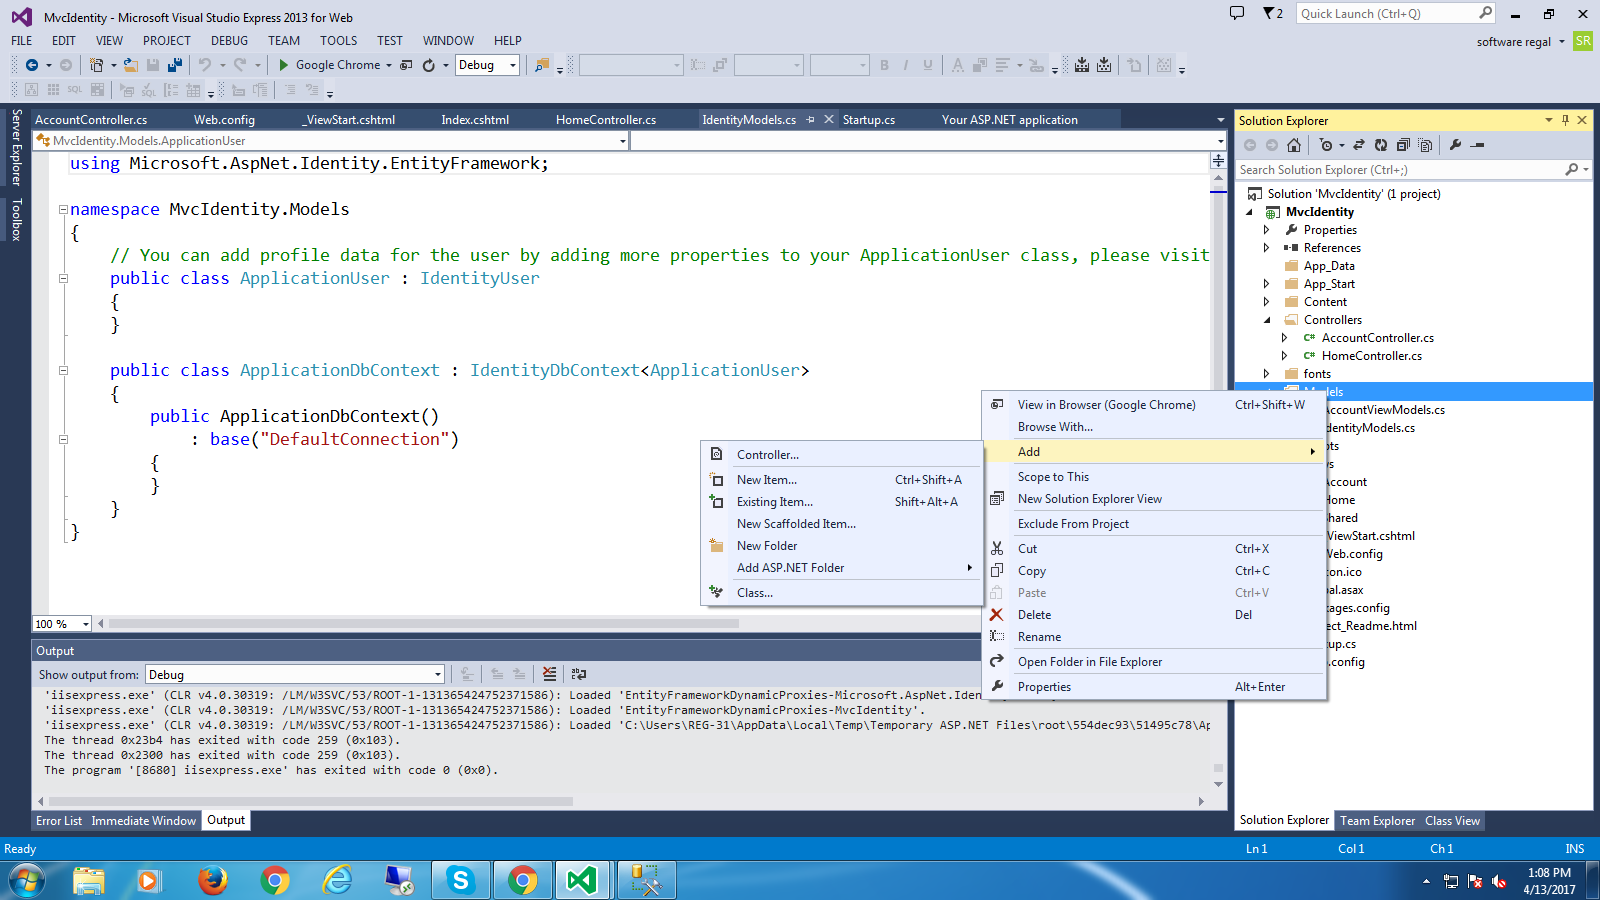 MvcIdentity - Microsoft Visual Studio Express 2013 for Web
2
Quick Launch (Ctrl+Q)
FILE EDIT VIEW PROJECT DEBUG TEAM TOOLS TEST WINDOW HELP
software regal
SR
Google Chrome
Debug
B I U A
SQL
SQL
Server Explorer
Toolbox
AccountController.cs Web.config _ViewStart.cshtml Index.cshtml HomeController.cs IdentityModels.cs Startup.cs Your ASP.NET application
MvcIdentity.Models.ApplicationUser
using Microsoft.AspNet.Identity.EntityFramework;
namespace MvcIdentity.Models
{
// You can add profile data for the user by adding more properties to your ApplicationUser class, please visit
public class ApplicationUser : IdentityUser
{
}
public class ApplicationDbContext : IdentityDbContext<ApplicationUser>
{
public ApplicationDbContext()
: base("DefaultConnection")
{
}
}
}
100 %
Controller...
New Item... Ctrl+Shift+A
Existing Item... Shift+Alt+A
New Scaffolded Item...
New Folder
Add ASP.NET Folder
Class...
View in Browser (Google Chrome) Ctrl+Shift+W
Browse With...
Add
Scope to This
New Solution Explorer View
Exclude From Project
Cut Ctrl+X
Copy Ctrl+C
Paste Ctrl+V
Delete Del
Rename
Open Folder in File Explorer
Properties Alt+Enter
Solution Explorer
Search Solution Explorer (Ctrl+;)
Solution 'MvcIdentity' (1 project)
MvcIdentity
Properties
References
App_Data
App_Start
Content
Controllers
C# AccountController.cs
C# HomeController.cs
fonts
Models
AccountViewModels.cs
dentityModels.cs
pts
vs
Account
Home
hared
ViewStart.cshtml
Web.config
con.ico
bal.asax
kages.config
ect_Readme.html
tup.cs
b.config
Output
Show output from: Debug
'iisexpress.exe' (CLR v4.0.30319: /LM/W3SVC/53/ROOT-1-131365424752371586): Loaded 'EntityFrameworkDynamicProxies-Microsoft.AspNet.Iden
'iisexpress.exe' (CLR v4.0.30319: /LM/W3SVC/53/ROOT-1-131365424752371586): Loaded 'EntityFrameworkDynamicProxies-MvcIdentity'.
'iisexpress.exe' (CLR v4.0.30319: /LM/W3SVC/53/ROOT-1-131365424752371586): Loaded 'C:\Users\REG-31\AppData\Local\Temp\Temporary ASP.NET Files\root\554dec93\51495c78\Ap
The thread 0x23b4 has exited with code 259 (0x103).
The thread 0x2300 has exited with code 259 (0x103).
The program '[8680] iisexpress.exe' has exited with code 0 (0x0).
Error List Immediate Window Output
Solution Explorer Team Explorer Class View
Ready Ln 1 Col 1 Ch 1 INS
1:08 PM
4/13/2017